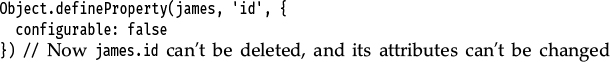 Object.defineProperty(james, 'id', {
  configurable: false
}) // Now james.id can't be deleted, and its attributes can't be changed